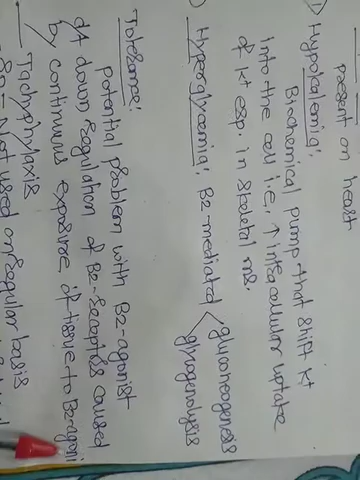 present on heart
1) Hypokalemia:
Biochemical pump that shift K+
into the cell i.e, ↑ intracellular uptake
of K+ esp. in skeletal ms.
) Hyperglycemia: B2-mediated < gluconeogenesis
glycogenolysis
Tolerance:
Potential problem with B2-agonist
d/t down regulation of B2-receptors caused
by continuous exposure of tissue to B2-agoni
Tachyphylaxis
So- Not used on regular basis